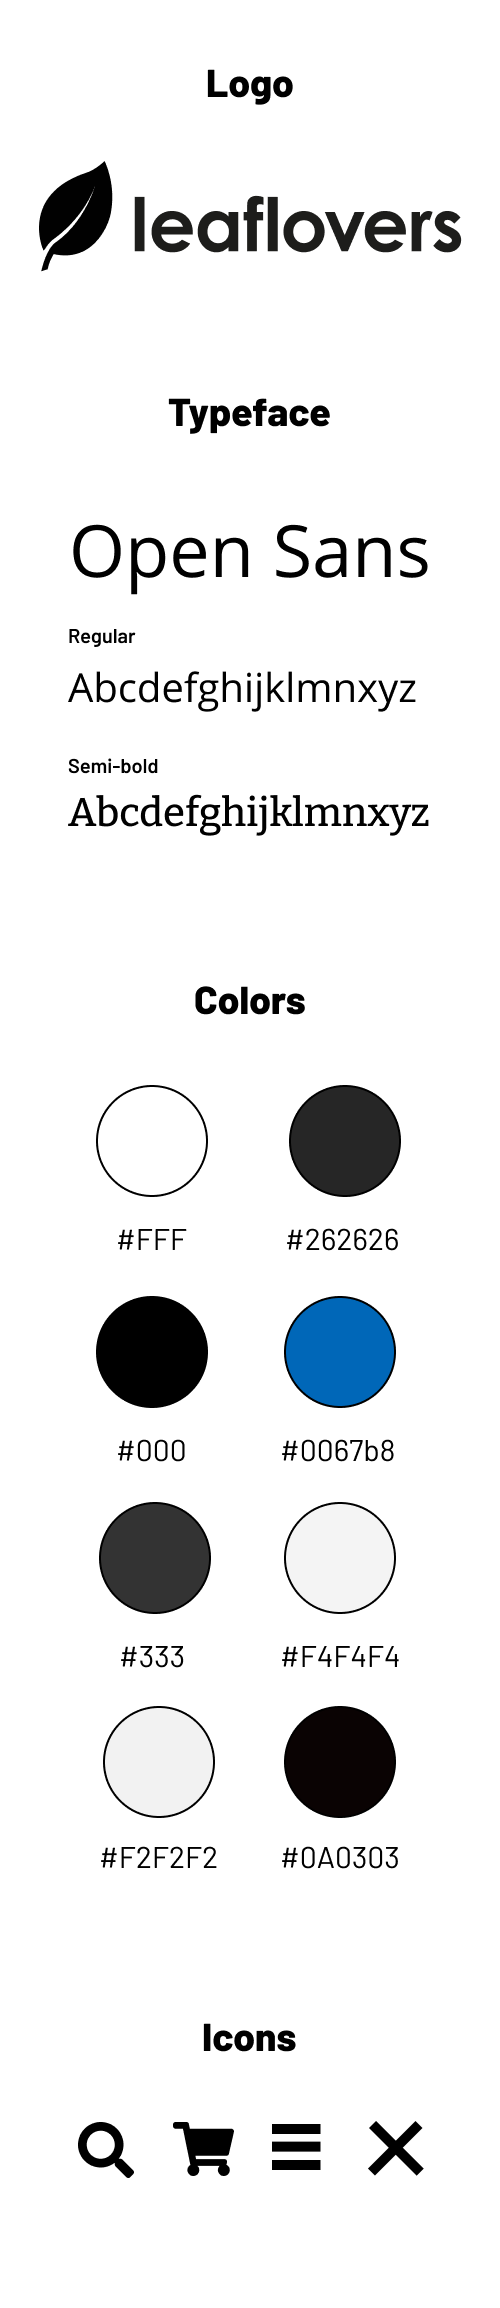 Logo
leaflovers
Typeface
Open Sans
Regular
Abcdefghijklmnxyz
Semi-bold
Abcdefghijklmnxyz
Colors
#FFF #262626
#000 #0067b8
#333 #F4F4F4
#F2F2F2 #0A0303
Icons